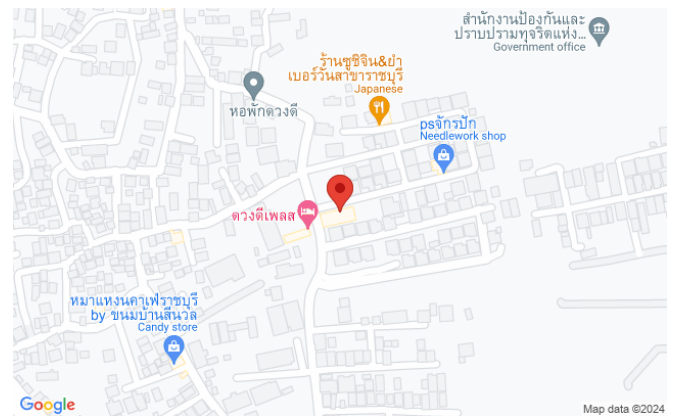 สำนักงานป้องกันและ
ปราบปรามทุจริตแห่ง...
Government office
ร้านซูชิจิน&ยำ
เบอร์วันสาขาราชบุรี
Japanese
หอพักดวงดี
psจักรปัก
Needlework shop
ดวงดีเพลส
หมาแหงนคาเฟ่ราชบุรี
by ขนมบ้านสีนวล
Candy store
Google
Map data ©2024